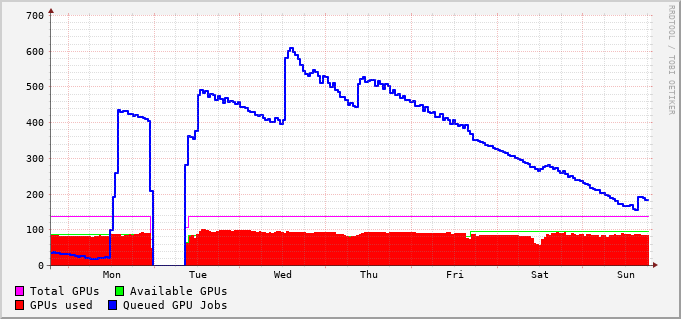 700
600
500
400
300
200
100
0
Mon Tue Wed Thu Fri Sat Sun
Total GPUs Available GPUs
GPUs used Queued GPU Jobs
RRDTOOL / TOBI OETIKER